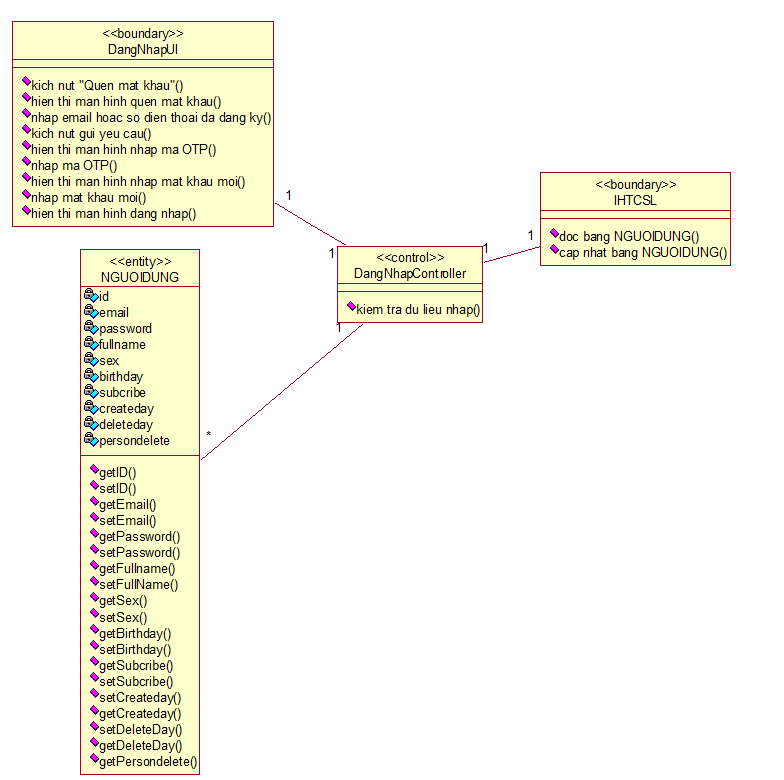 <<boundary>>
DangNhapUI
kich nut "Quen mat khau"()
hien thi man hinh quen mat khau()
nhap email hoac so dien thoai da dang ky()
kich nut gui yeu cau()
hien thi man hinh nhap ma OTP()
nhap ma OTP()
hien thi man hinh nhap mat khau moi()
nhap mat khau moi()
hien thi man hinh dang nhap()
1
1
<<boundary>>
IHTCSL
doc bang NGUOIDUNG()
cap nhat bang NGUOIDUNG()
1
1
<<control>>
DangNhapController
kiem tra du lieu nhap()
1
*
<<entity>>
NGUOIDUNG
id
email
password
fullname
sex
birthday
subcribe
createday
deleteday
persondelete
getID()
setID()
getEmail()
setEmail()
getPassword()
setPassword()
getFullname()
setFullName()
getSex()
setSex()
getBirthday()
setBirthday()
getSubcribe()
setSubcribe()
setCreateday()
getCreateday()
setDeleteDay()
getDeleteDay()
getPersondelete()